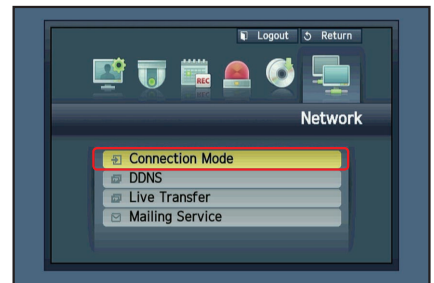 Logout Return
REC
Network
Connection Mode
DDNS
Live Transfer
Mailing Service